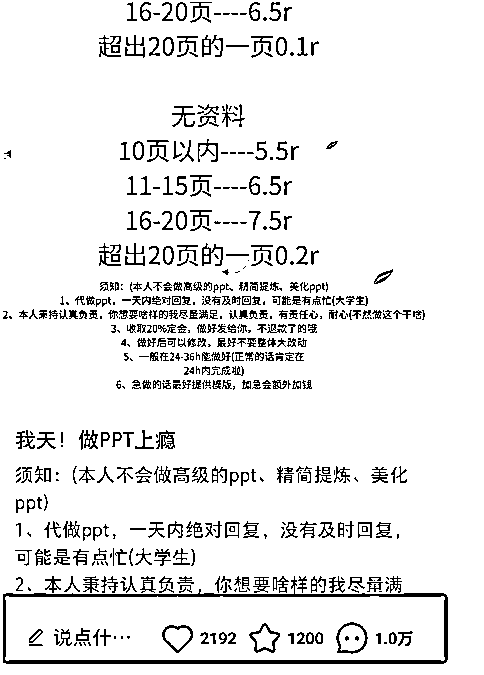 16-20页----6.5r
超出20页的一页0.1r
无资料
10页以内----5.5r
11-15页----6.5r
16-20页----7.5r
超出20页的一页0.2r
须知：(本人不会做高级的ppt、精简提炼、美化ppt)
1、代做ppt，一天内绝对回复，没有及时回复，可能是有点忙(大学生)
2、本人秉持认真负责，你想要啥样的我尽量满足，认真负责，有责任心，耐心(不然做这个干啥)
3、收取20%定金，做好发给你，不退款了的哦
4、做好后可以修改，最好不要整体大改动
5、一般在24-36h能做好(正常的话肯定在
24h内完成啦)
6、急做的话最好提供模版，加急会额外加钱
我天！做PPT上瘾
须知：(本人不会做高级的ppt、精简提炼、美化
ppt)
1、代做ppt，一天内绝对回复，没有及时回复，
可能是有点忙(大学生)
2、本人秉持认真负责，你想要啥样的我尽量满
说点什… 2192 1200 1.0万